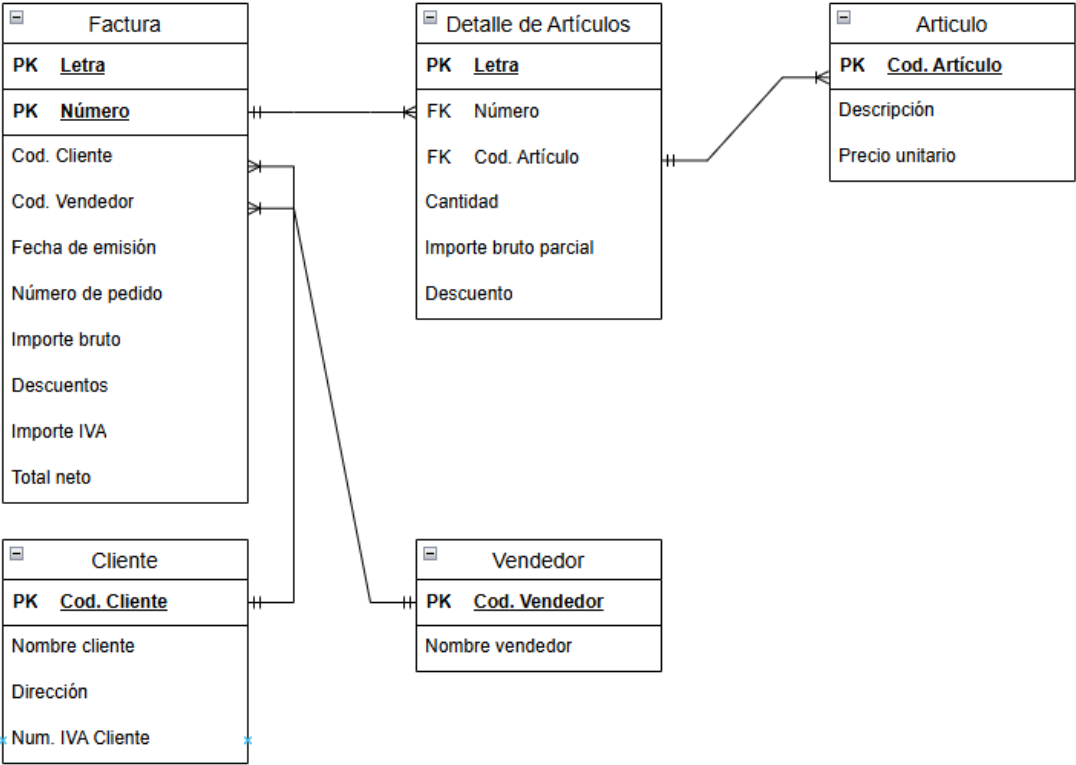 Factura
PK Letra
PK Número
Cod. Cliente
Cod. Vendedor
Fecha de emisión
Número de pedido
Importe bruto
Descuentos
Importe IVA
Total neto
Detalle de Artículos
PK Letra
FK Número
FK Cod. Artículo
Cantidad
Importe bruto parcial
Descuento
Articulo
PK Cod. Artículo
Descripción
Precio unitario
Cliente
PK Cod. Cliente
Nombre cliente
Dirección
Num. IVA Cliente
Vendedor
PK Cod. Vendedor
Nombre vendedor